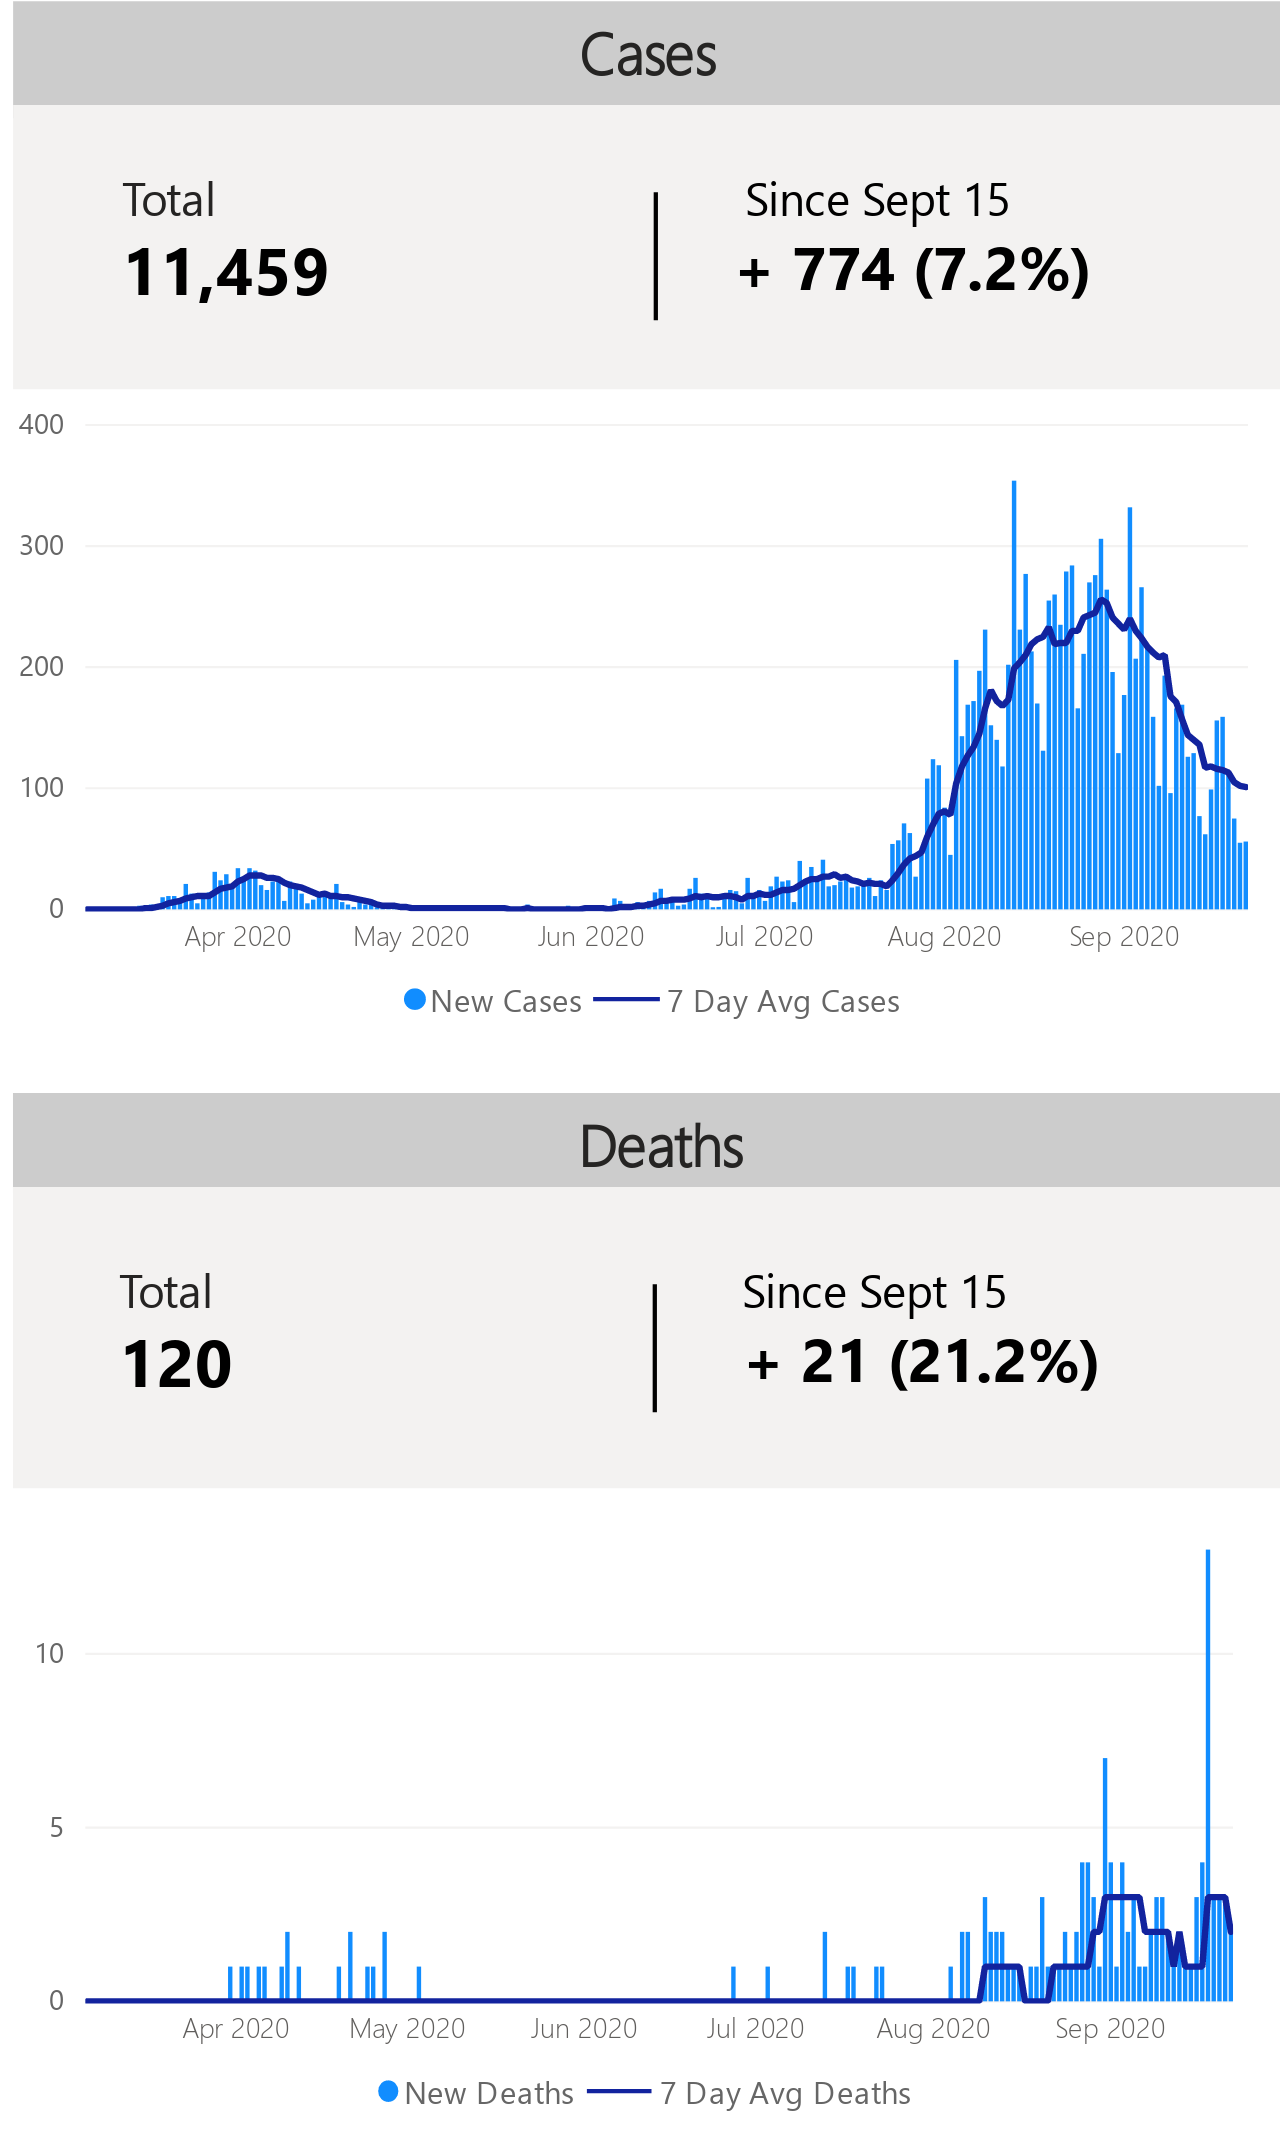 Cases
Total
Since Sept 15
11,459
+ 774 (7.2%)
400
300
200
100
0
Apr 2020
May 2020
Jun 2020
Jul 2020
Aug 2020
Sep 2020
New Cases
7 Day Avg Cases
Deaths
Total
Since Sept 15
120
+ 21 (21.2%)
10
5
0
Apr 2020
May 2020
Jun 2020
Jul 2020
Aug 2020
Sep 2020
New Deaths
7 Day Avg Deaths